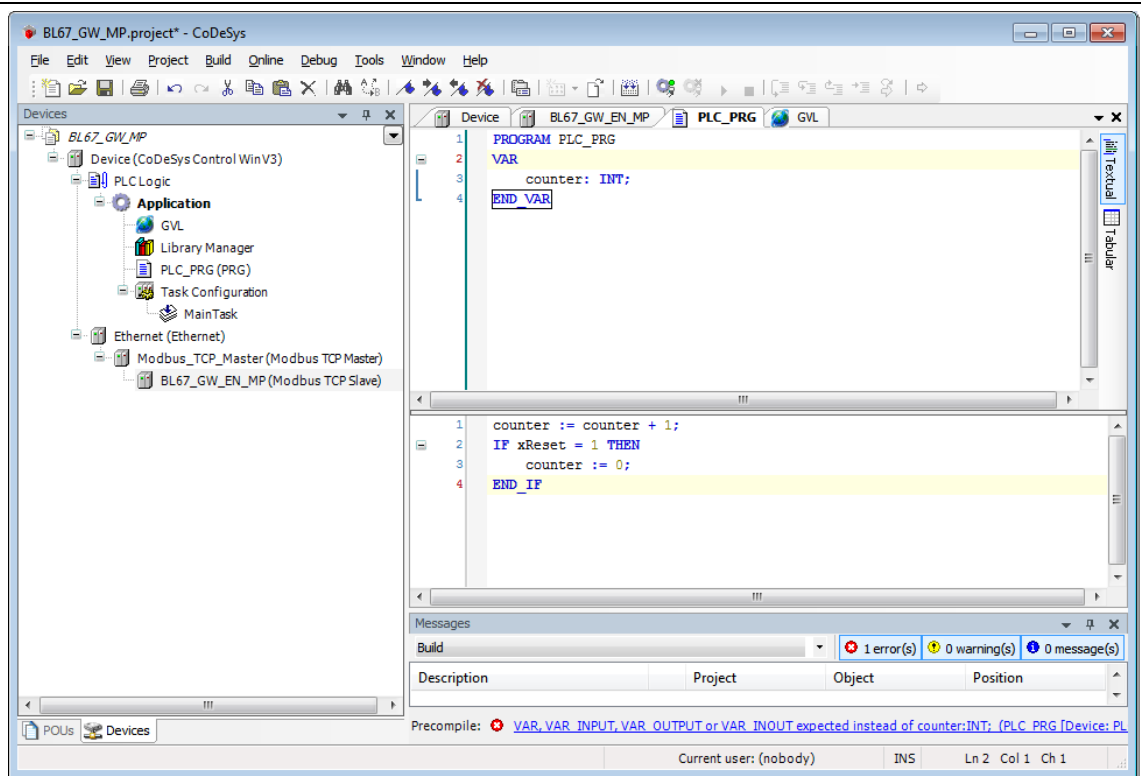 BL67_GW_MP.project* - CoDeSys
File Edit View Project Build Online Debug Tools Window Help
Devices
BL67_GW_MP
Device (CoDeSys Control Win V3)
PLC Logic
Application
GVL
Library Manager
PLC_PRG (PRG)
Task Configuration
MainTask
Ethernet (Ethernet)
Modbus_TCP_Master (Modbus TCP Master)
BL67_GW_EN_MP (Modbus TCP Slave)
POUs Devices
Device BL67_GW_EN_MP PLC_PRG GVL
1 PROGRAM PLC_PRG
2 VAR
3 counter: INT;
4 END_VAR
Textual
Tabular
1 counter := counter + 1;
2 IF xReset = 1 THEN
3 counter := 0;
4 END_IF
Messages
Build 1 error(s) 0 warning(s) 0 message(s)
Description Project Object Position
Precompile: VAR, VAR_INPUT, VAR_OUTPUT or VAR_INOUT expected instead of counter:INT; (PLC_PRG [Device: PL
Current user: (nobody) INS Ln 2 Col 1 Ch 1